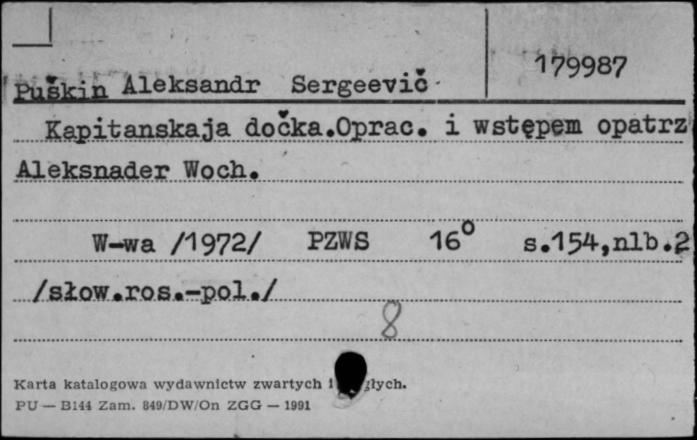 179987
Puškin Aleksandr Sergeevič
Kapitanskaja dočka.Oprac. i wstępem opatrz
Aleksnader Woch.
W-wa /1972/ PZWS 16⁰ s.154,nlb.2
/słow.ros.-pol./
8
Karta katalogowa wydawnictw zwartych i
PU — B144 Zam. 849/DW/On ZGG — 1991